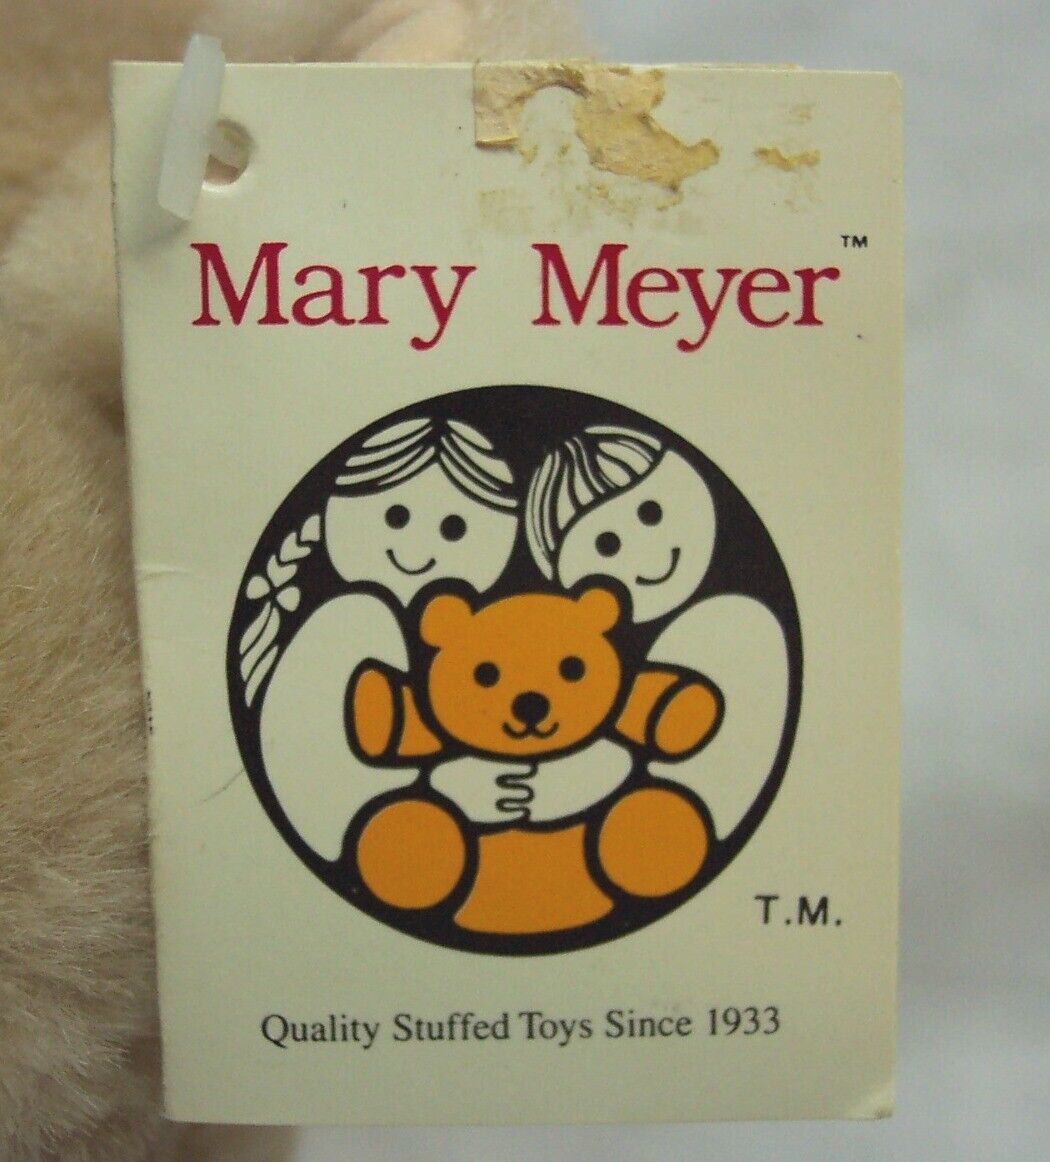 Mary Meyer™
T.M.
Quality Stuffed Toys Since 1933